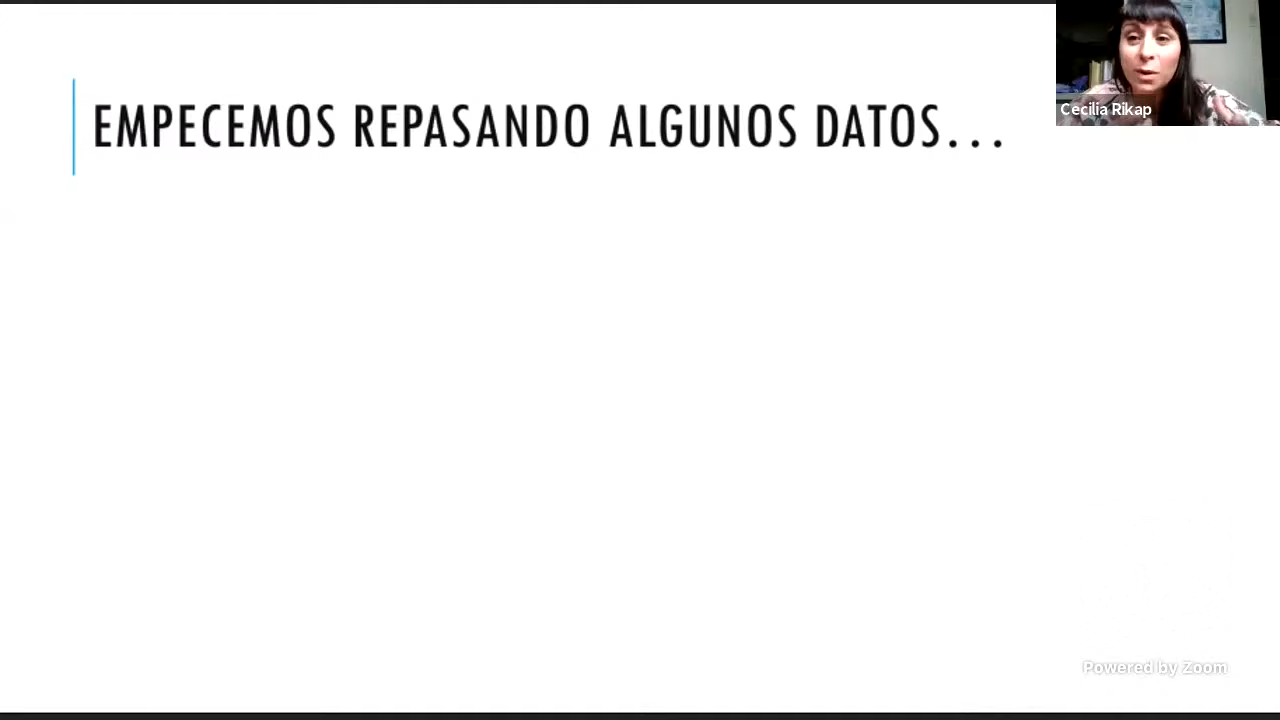 EMPECEMOS REPASANDO ALGUNOS DATOS...
Cecilia Rikap
Powered by Zoom